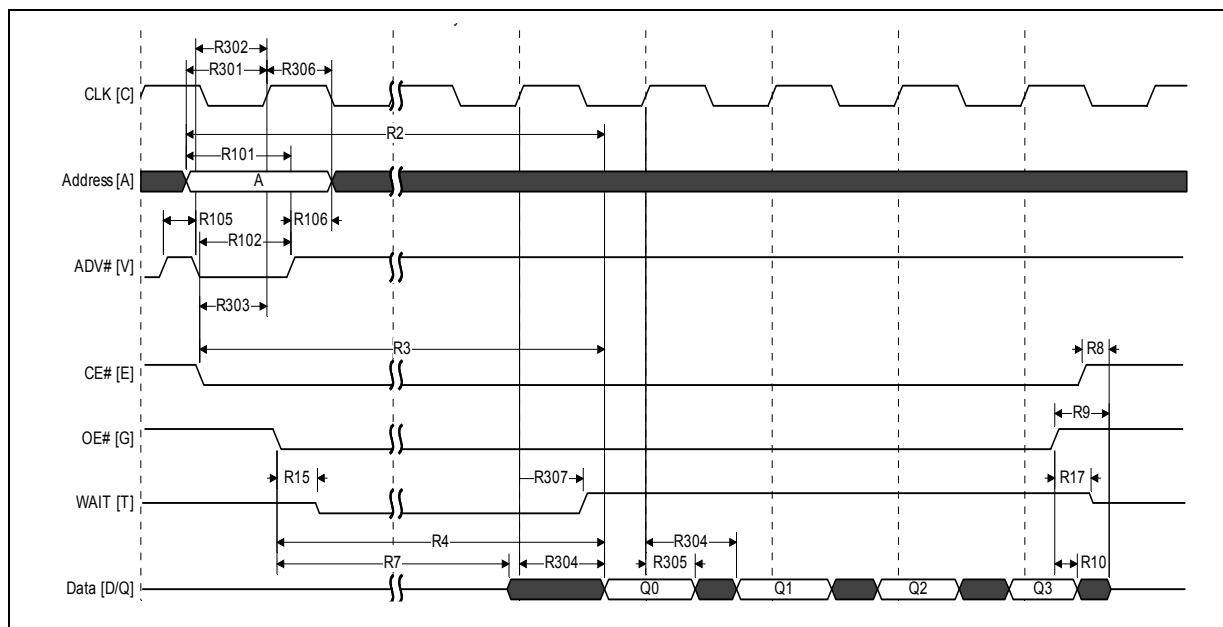 R302
R301 R306
CLK [C]
R2
R101
Address [A] A
R105 R106
R102
ADV# [V]
R303
R3
CE# [E] R8
OE# [G] R9
R15 R307 R17
WAIT [T]
R4 R304
R7 R304 R305 R10
Data [D/Q] Q0 Q1 Q2 Q3